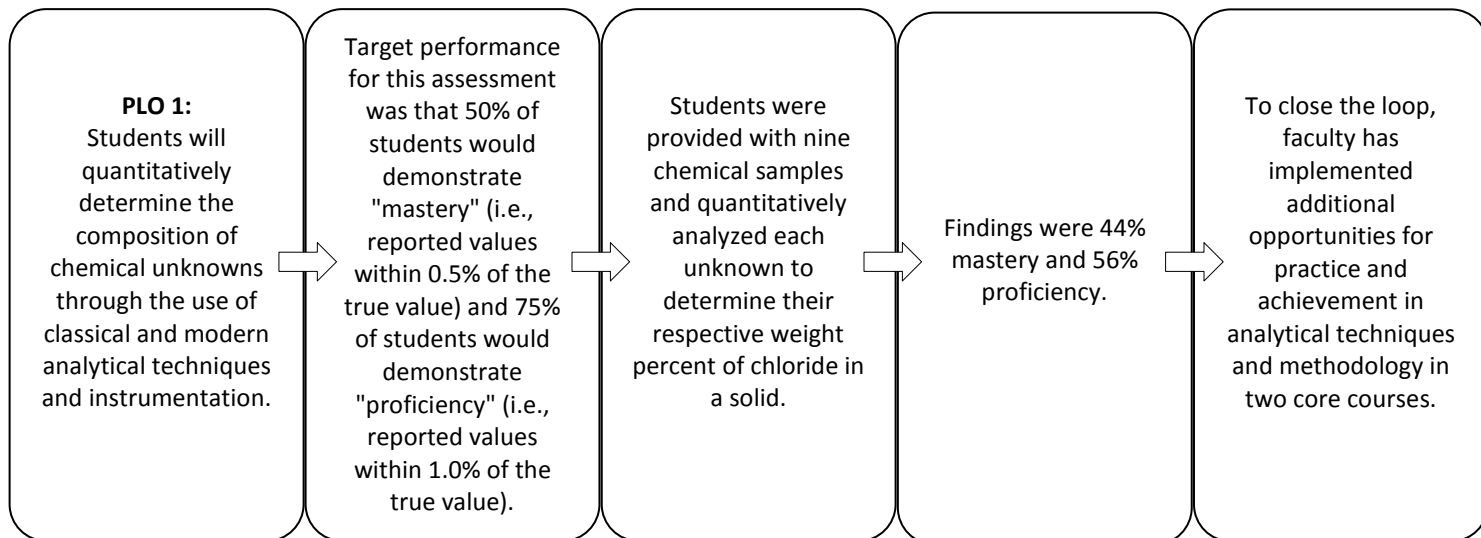 PLO 1:
Students will
quantitatively
determine the
composition of
chemical unknowns
through the use of
classical and modern
analytical techniques
and instrumentation.
Target performance
for this assessment
was that 50% of
students would
demonstrate
"mastery" (i.e.,
reported values
within 0.5% of the
true value) and 75%
of students would
demonstrate
"proficiency" (i.e.,
reported values
within 1.0% of the
true value).
Students were
provided with nine
chemical samples
and quantitatively
analyzed each
unknown to
determine their
respective weight
percent of chloride in
a solid.
Findings were 44%
mastery and 56%
proficiency.
To close the loop,
faculty has
implemented
additional
opportunities for
practice and
achievement in
analytical techniques
and methodology in
two core courses.